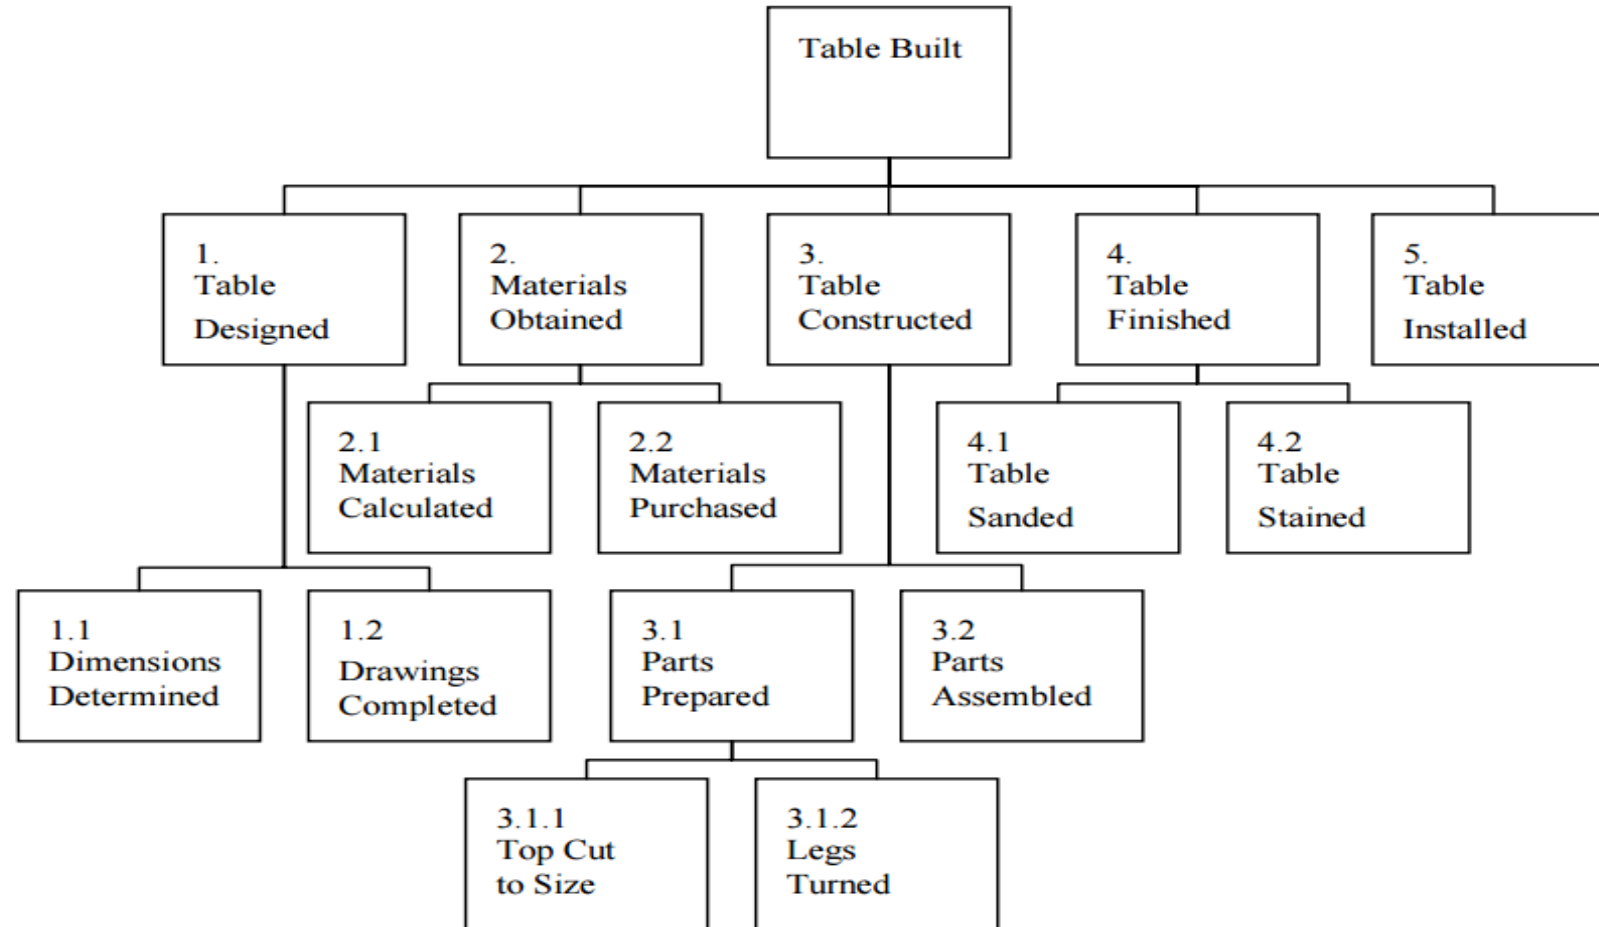 Table Built
1.
Table
Designed
2.
Materials
Obtained
3.
Table
Constructed
4.
Table
Finished
5.
Table
Installed
2.1
Materials
Calculated
2.2
Materials
Purchased
4.1
Table
Sanded
4.2
Table
Stained
1.1
Dimensions
Determined
1.2
Drawings
Completed
3.1
Parts
Prepared
3.2
Parts
Assembled
3.1.1
Top Cut
to Size
3.1.2
Legs
Turned